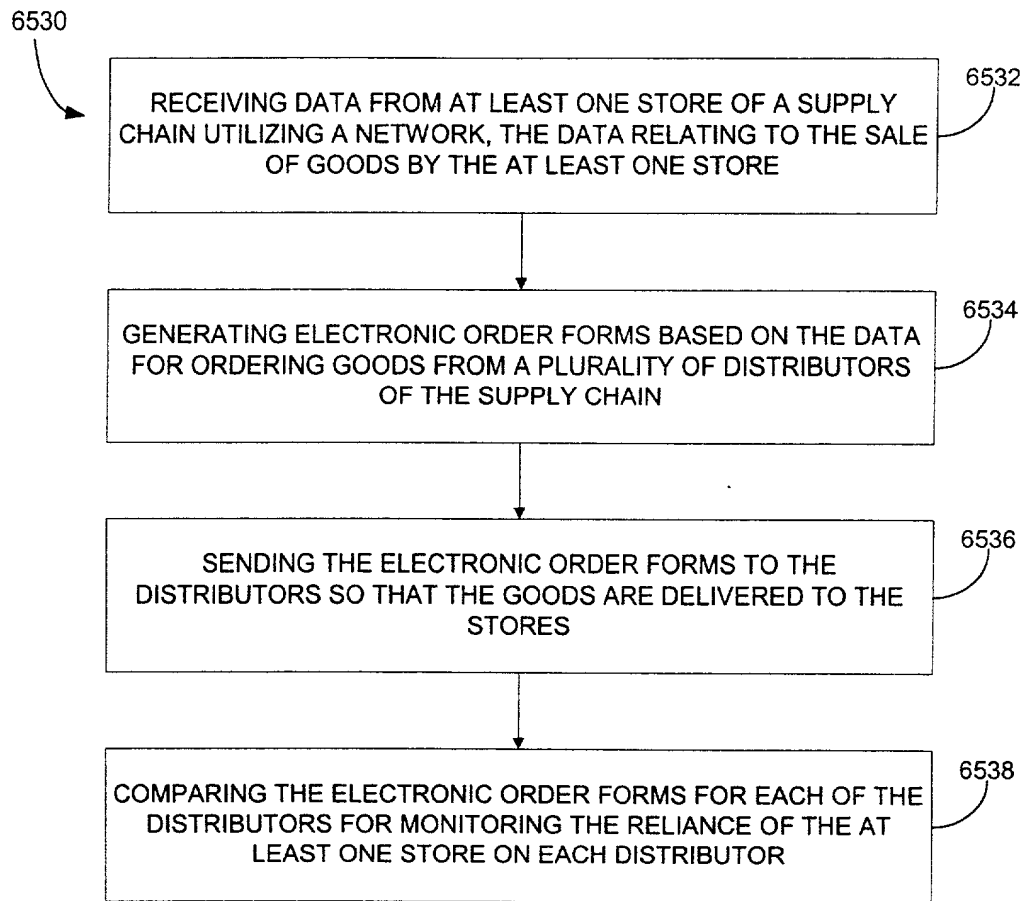 6530
6532
RECEIVING DATA FROM AT LEAST ONE STORE OF A SUPPLY
CHAIN UTILIZING A NETWORK, THE DATA RELATING TO THE SALE
OF GOODS BY THE AT LEAST ONE STORE
6534
GENERATING ELECTRONIC ORDER FORMS BASED ON THE DATA
FOR ORDERING GOODS FROM A PLURALITY OF DISTRIBUTORS
OF THE SUPPLY CHAIN
6536
SENDING THE ELECTRONIC ORDER FORMS TO THE
DISTRIBUTORS SO THAT THE GOODS ARE DELIVERED TO THE
STORES
6538
COMPARING THE ELECTRONIC ORDER FORMS FOR EACH OF THE
DISTRIBUTORS FOR MONITORING THE RELIANCE OF THE AT
LEAST ONE STORE ON EACH DISTRIBUTOR